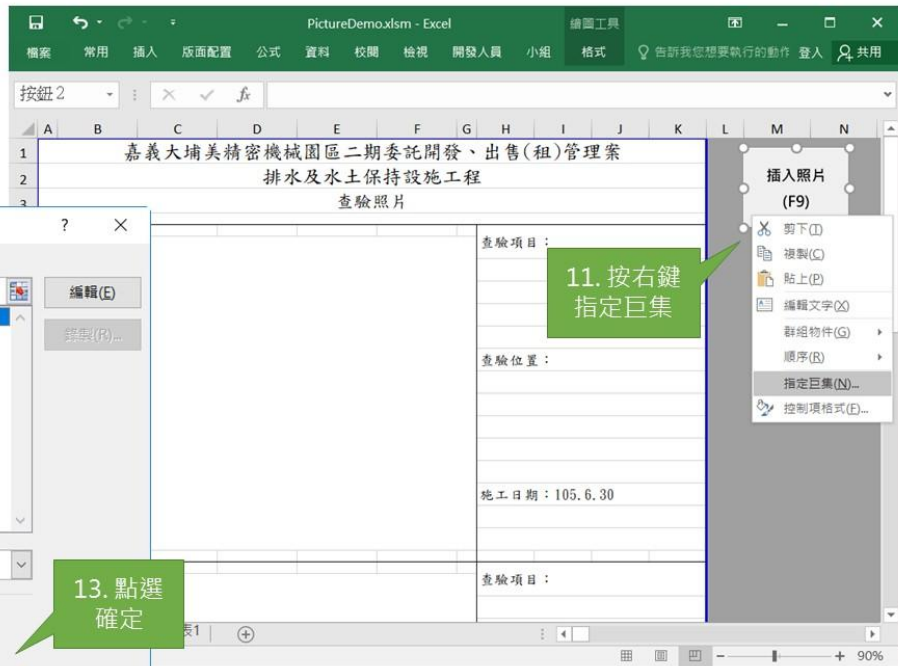 PictureDemo.xlsm - Excel
繪圖工具
檔案 常用 插入 版面配置 公式 資料 校閱 檢視 開發人員 小組 格式 告訴我您想要執行的動作 登入 共用
按鈕 2
fx
A B C D E F G H I J K L M N
1 嘉義大埔美精密機械園區二期委託開發、出售(租)管理案
2 排水及水土保持設施工程
3 查驗照片
插入照片
(F9)
剪下(T)
複製(C)
貼上(P)
編輯文字(X)
群組物件(G)
順序(R)
指定巨集(N)...
控制項格式(F)...
11. 按右鍵
指定巨集
?
編輯(E)
錄製(R)...
查驗項目：
查驗位置：
施工日期：105.6.30
查驗項目：
13. 點選
確定
表1
90%